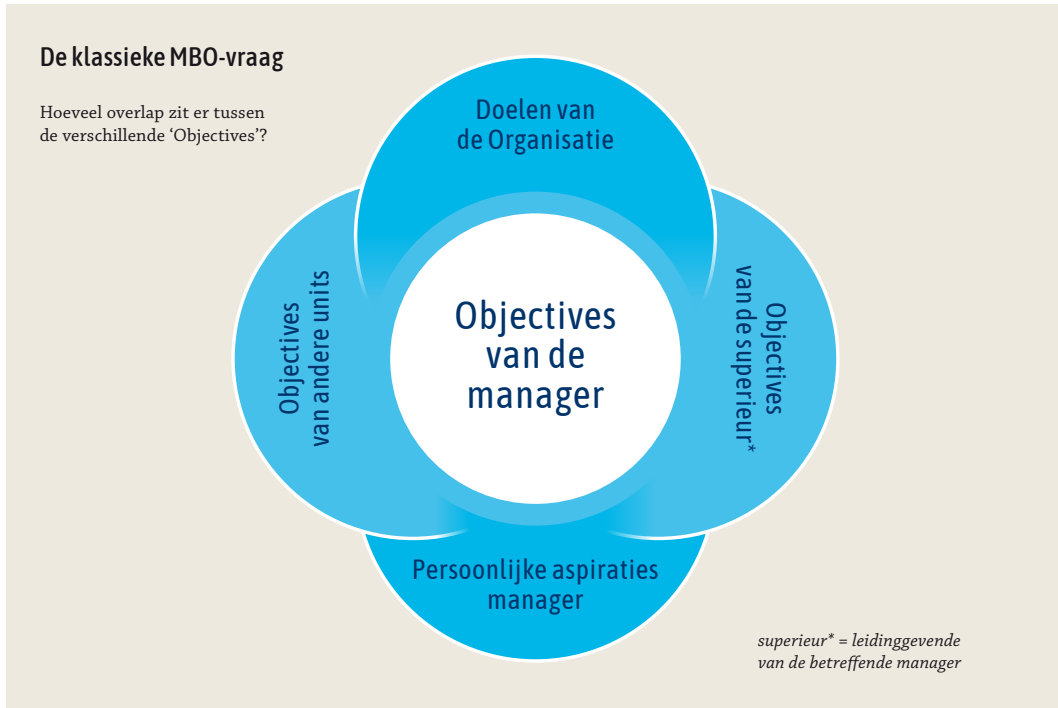 De klassieke MBO-vraag
Hoeveel overlap zit er tussen
de verschillende ‘Objectives’?
Doelen van
de Organisatie
Objectives
van andere units
Objectives
van de
manager
Objectives
van de superieur*
Persoonlijke aspiraties
manager
superieur* = leidinggevende
van de betreffende manager